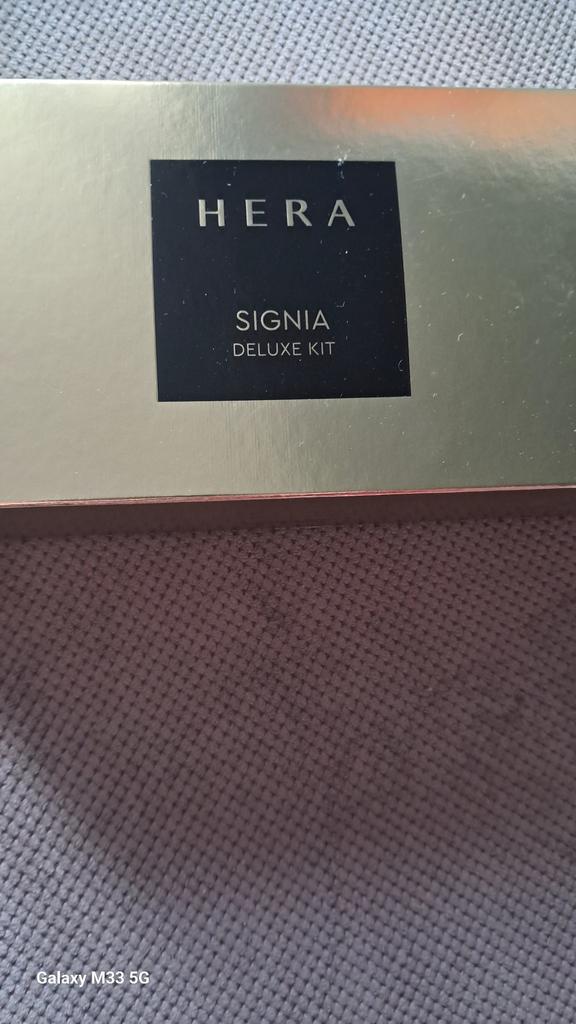 HERA
SIGNIA
DELUXE KIT
Galaxy M33 5G